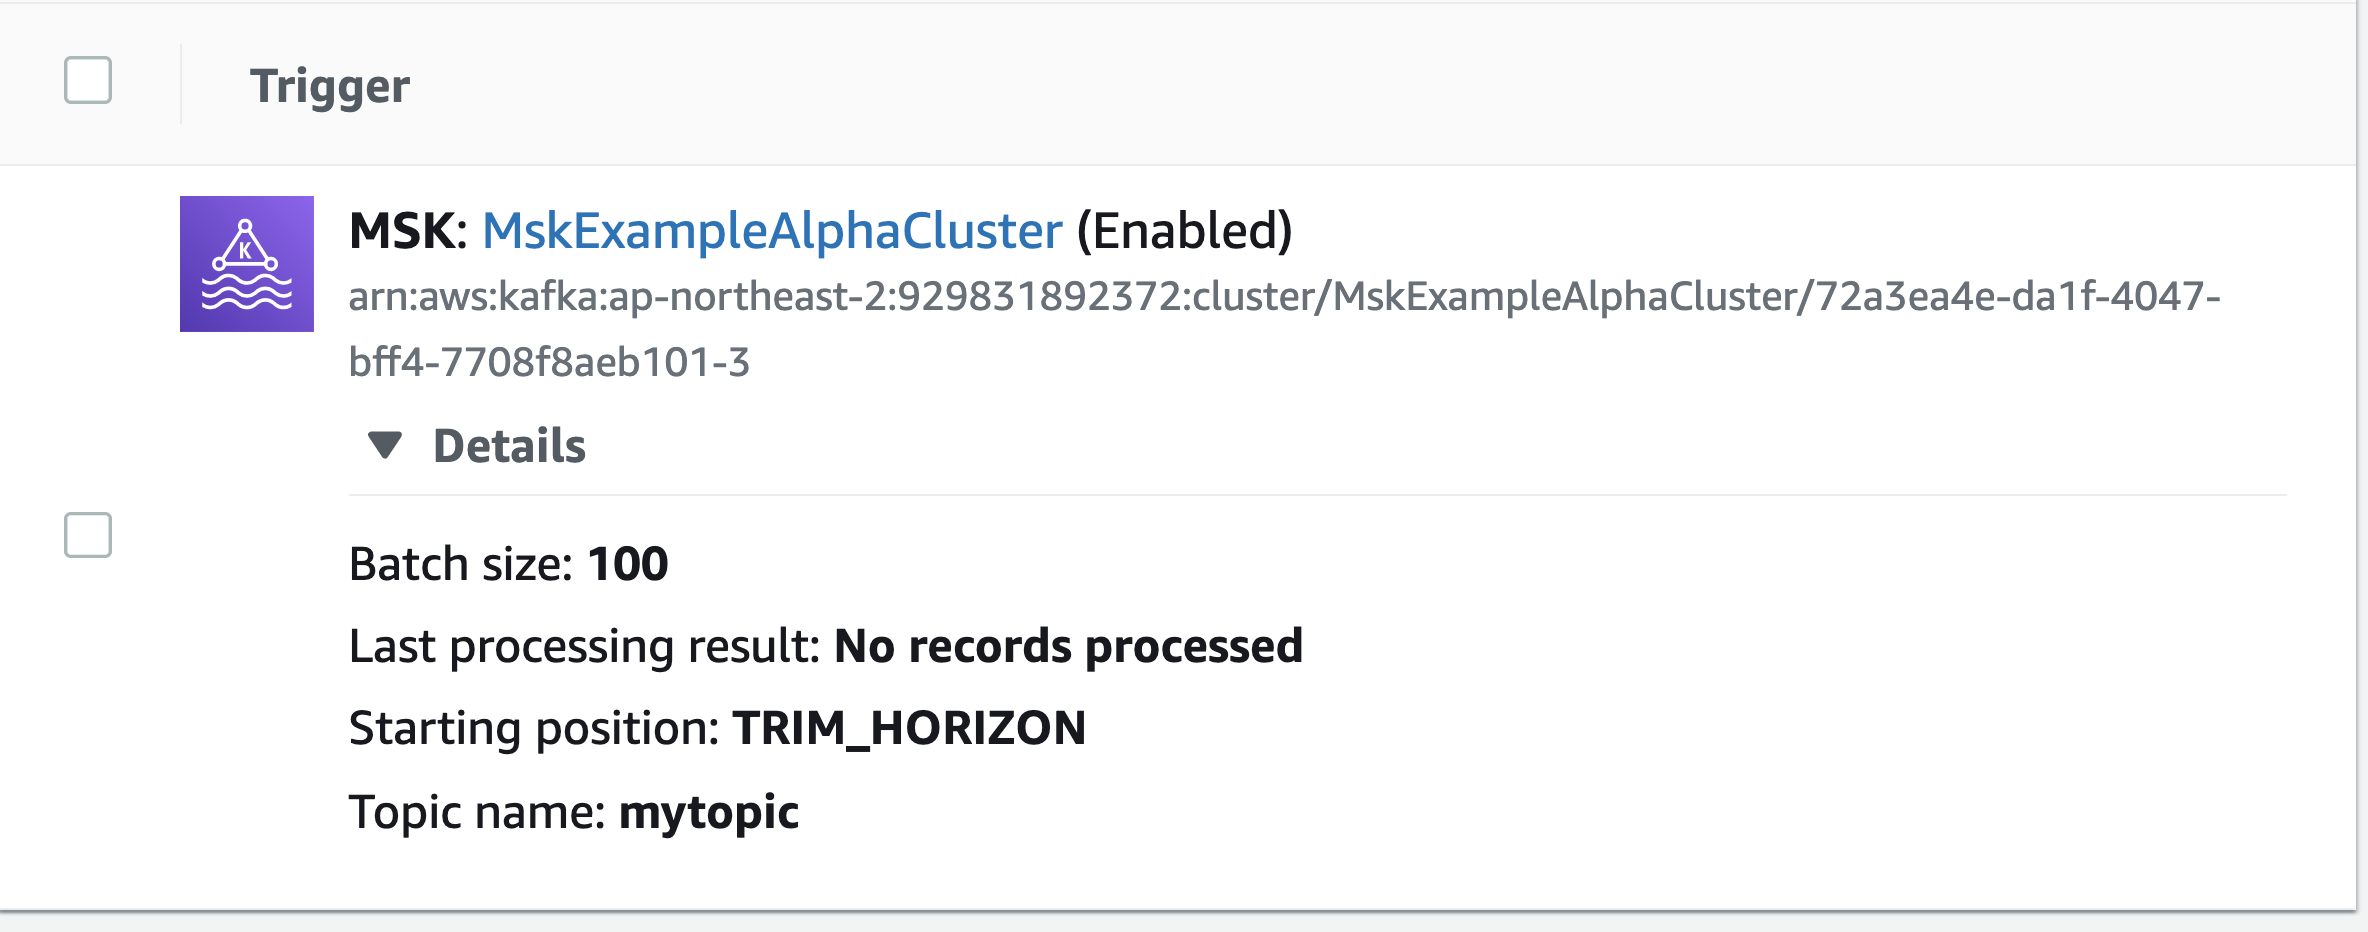 Trigger
K
MSK: MskExampleAlphaCluster (Enabled)
arn:aws:kafka:ap-northeast-2:929831892372:cluster/MskExampleAlphaCluster/72a3ea4e-da1f-4047-
bff4-7708f8aeb101-3
Details
Batch size: 100
Last processing result: No records processed
Starting position: TRIM_HORIZON
Topic name: mytopic